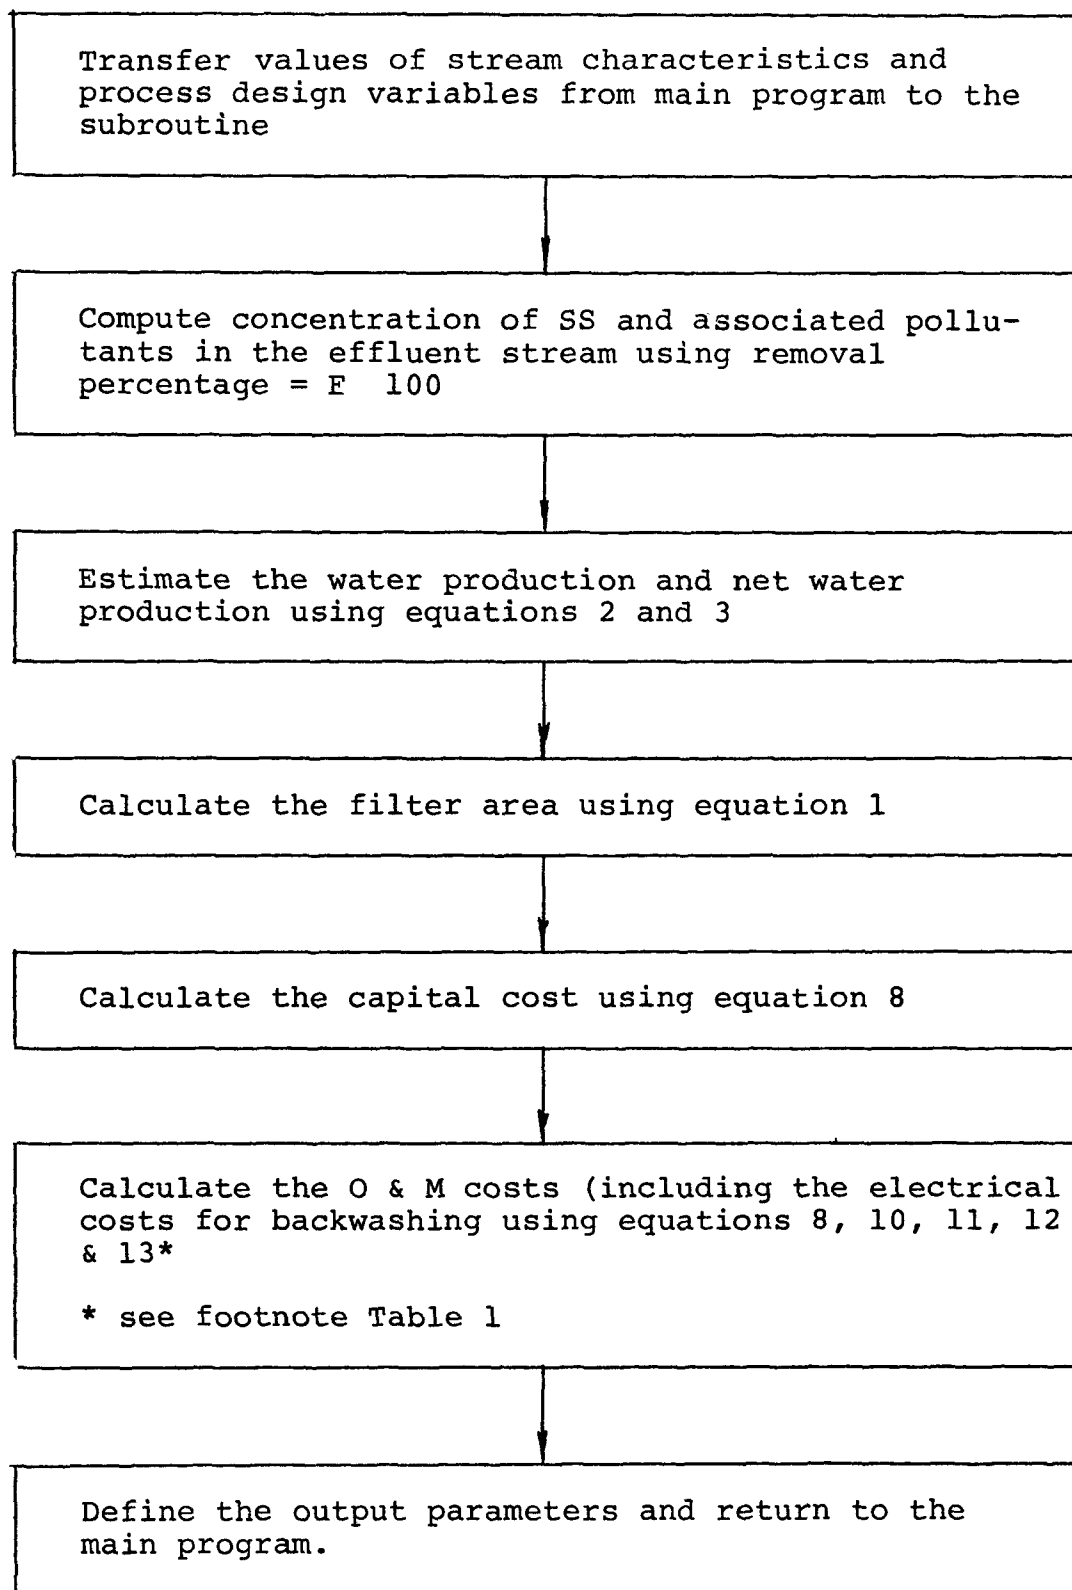 Transfer values of stream characteristics and
process design variables from main program to the
subroutine
Compute concentration of SS and associated pollu-
tants in the effluent stream using removal
percentage = F 100
Estimate the water production and net water
production using equations 2 and 3
Calculate the filter area using equation 1
Calculate the capital cost using equation 8
Calculate the O & M costs (including the electrical
costs for backwashing using equations 8, 10, 11, 12
& 13*
* see footnote Table 1
Define the output parameters and return to the
main program.